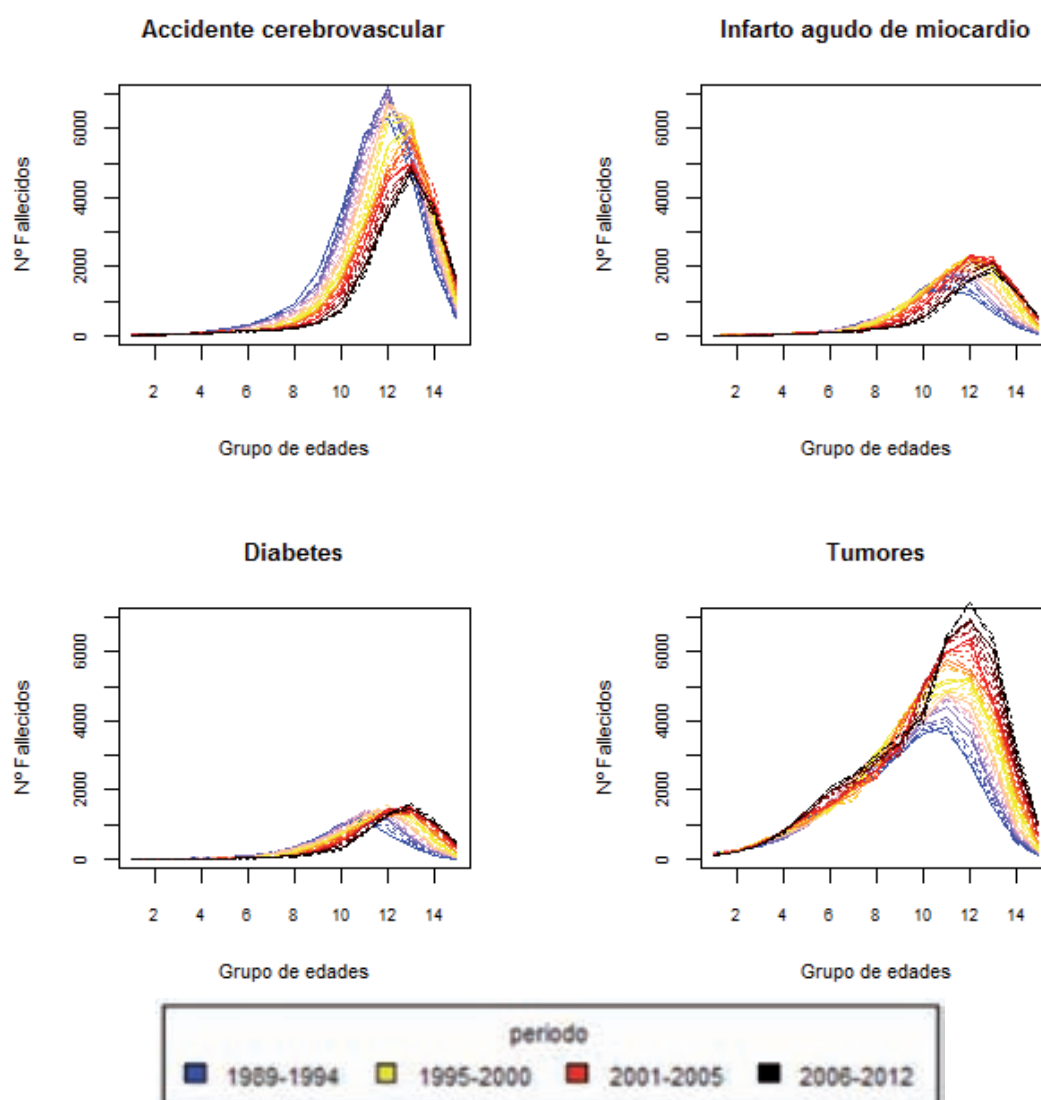 Accidente cerebrovascular
Nº Fallecidos
0 2000 4000 6000
2 4 6 8 10 12 14
Grupo de edades
Infarto agudo de miocardio
Nº Fallecidos
0 2000 4000 6000
2 4 6 8 10 12 14
Grupo de edades
Diabetes
Nº Fallecidos
0 2000 4000 6000
2 4 6 8 10 12 14
Grupo de edades
Tumores
Nº Fallecidos
0 2000 4000 6000
2 4 6 8 10 12 14
Grupo de edades
periodo
1989-1994 1995-2000 2001-2005 2006-2012